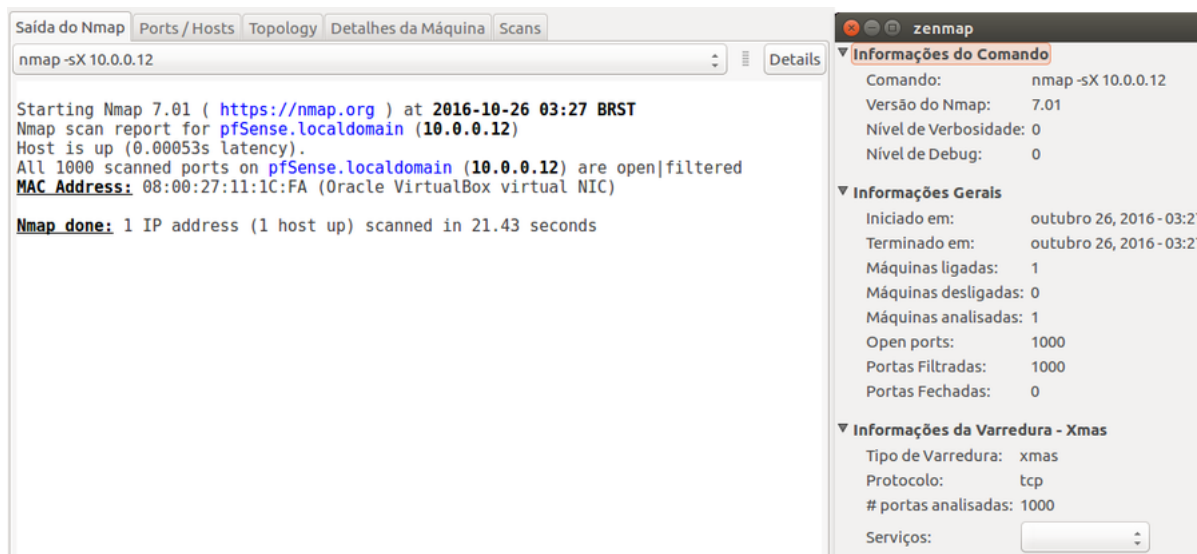 Saída do Nmap Ports / Hosts Topology Detalhes da Máquina Scans
nmap -sX 10.0.0.12 Details
Starting Nmap 7.01 ( https://nmap.org ) at 2016-10-26 03:27 BRST
Nmap scan report for pfSense.localdomain (10.0.0.12)
Host is up (0.00053s latency).
All 1000 scanned ports on pfSense.localdomain (10.0.0.12) are open|filtered
MAC Address: 08:00:27:11:1C:FA (Oracle VirtualBox virtual NIC)
Nmap done: 1 IP address (1 host up) scanned in 21.43 seconds
zenmap
Informações do Comando
Comando: nmap -sX 10.0.0.12
Versão do Nmap: 7.01
Nível de Verbosidade: 0
Nível de Debug: 0
Informações Gerais
Iniciado em: outubro 26, 2016 - 03:27
Terminado em: outubro 26, 2016 - 03:27
Máquinas ligadas: 1
Máquinas desligadas: 0
Máquinas analisadas: 1
Open ports: 1000
Portas Filtradas: 1000
Portas Fechadas: 0
Informações da Varredura - Xmas
Tipo de Varredura: xmas
Protocolo: tcp
# portas analisadas: 1000
Serviços: